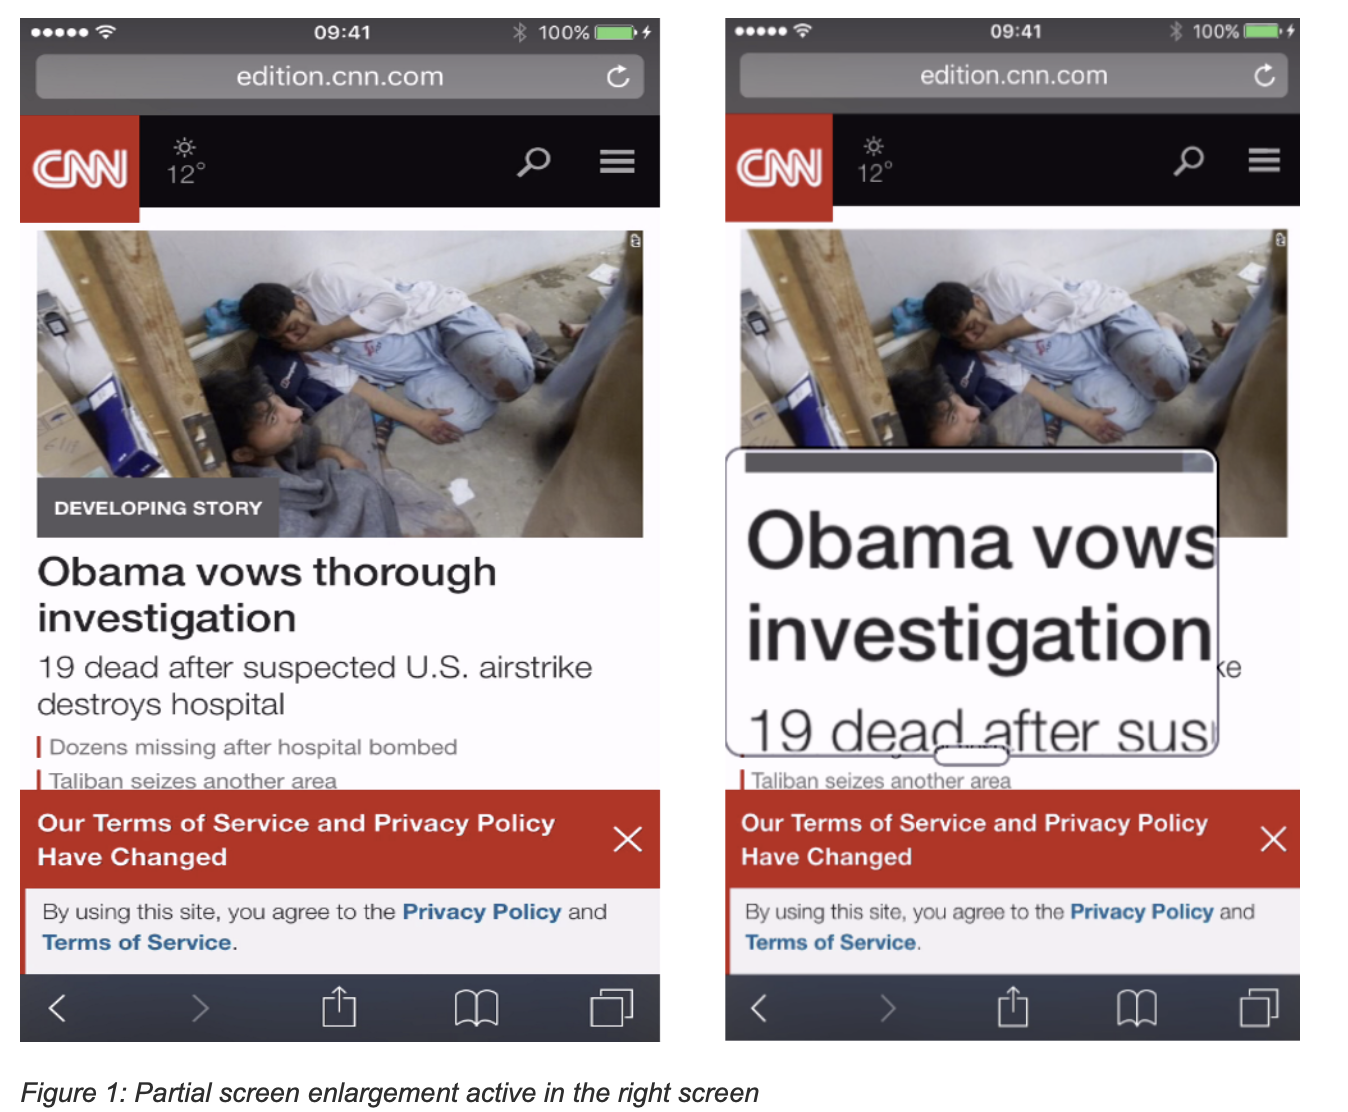 09:41
100%
edition.cnn.com
CNN
12°
DEVELOPING STORY
Obama vows thorough
investigation
19 dead after suspected U.S. airstrike
destroys hospital
Dozens missing after hospital bombed
Taliban seizes another area
Our Terms of Service and Privacy Policy
Have Changed
By using this site, you agree to the Privacy Policy and
Terms of Service.
09:41
100%
edition.cnn.com
CNN
12°
Obama vows
investigation
ke
19 dead after sus
Taliban seizes another area
Our Terms of Service and Privacy Policy
Have Changed
By using this site, you agree to the Privacy Policy and
Terms of Service.
Figure 1: Partial screen enlargement active in the right screen